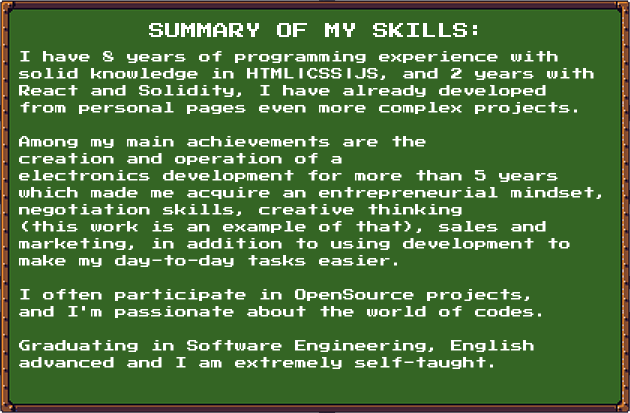 SUMMARY OF MY SKILLS:
I have 8 years of programming experience with
solid knowledge in HTML|CSS|JS, and 2 years with
React and Solidity, I have already developed
from personal pages even more complex projects.
Among my main achievements are the
creation and operation of a
electronics development for more than 5 years
which made me acquire an entrepreneurial mindset,
negotiation skills, creative thinking
(this work is an example of that), sales and
marketing, in addition to using development to
make my day-to-day tasks easier.
I often participate in OpenSource projects,
and I'm passionate about the world of codes.
Graduating in Software Engineering, English
advanced and I am extremely self-taught.